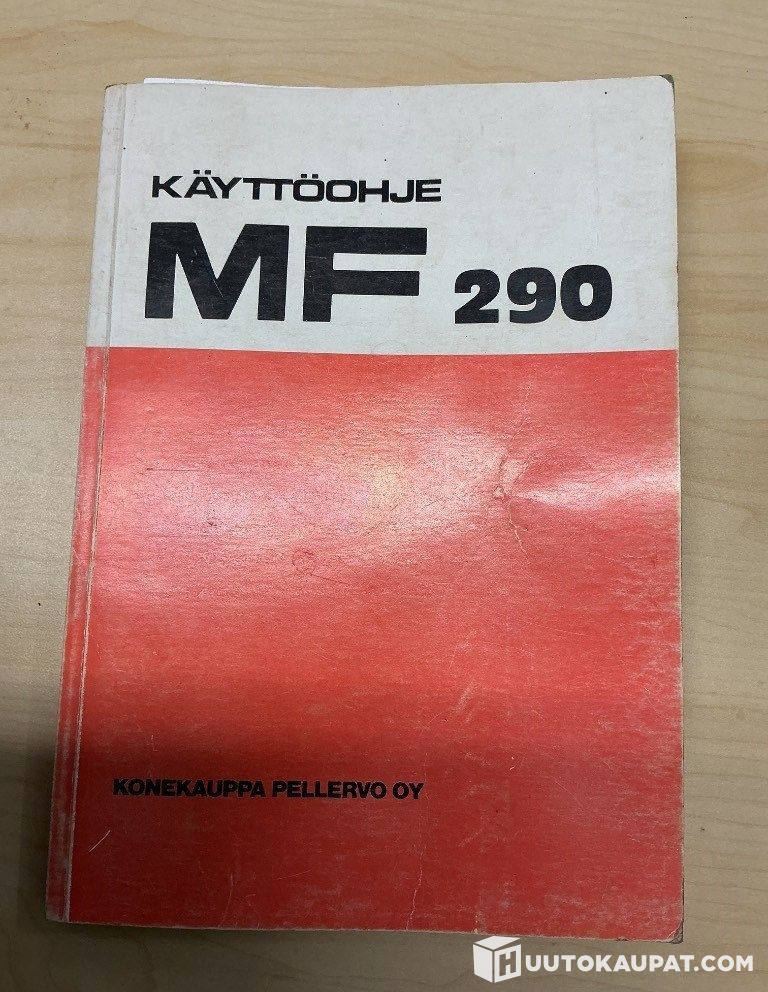 KÄYTTÖOHJE
MF 290
KONEKAUPPA PELLERVO OY
HUUTOKAUPAT.COM